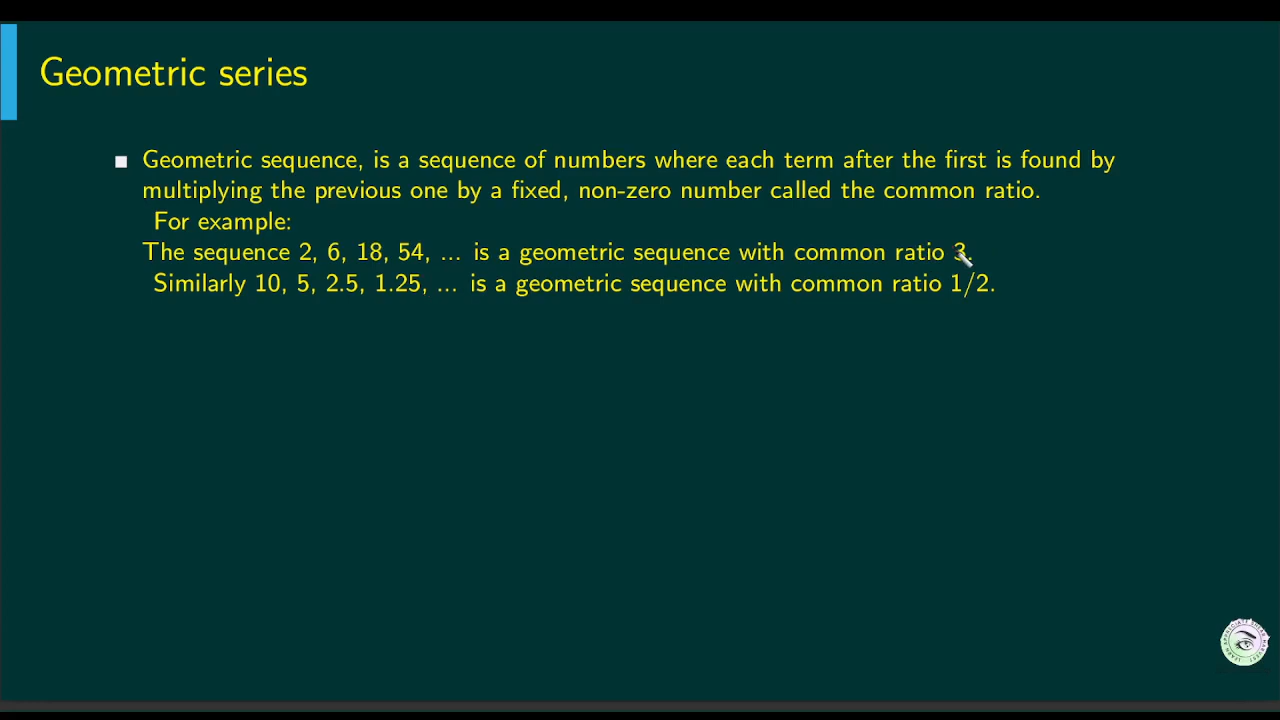 Geometric series
Geometric sequence, is a sequence of numbers where each term after the first is found by
multiplying the previous one by a fixed, non-zero number called the common ratio.
For example:
The sequence 2, 6, 18, 54, ... is a geometric sequence with common ratio 3.
Similarly 10, 5, 2.5, 1.25, ... is a geometric sequence with common ratio 1/2.